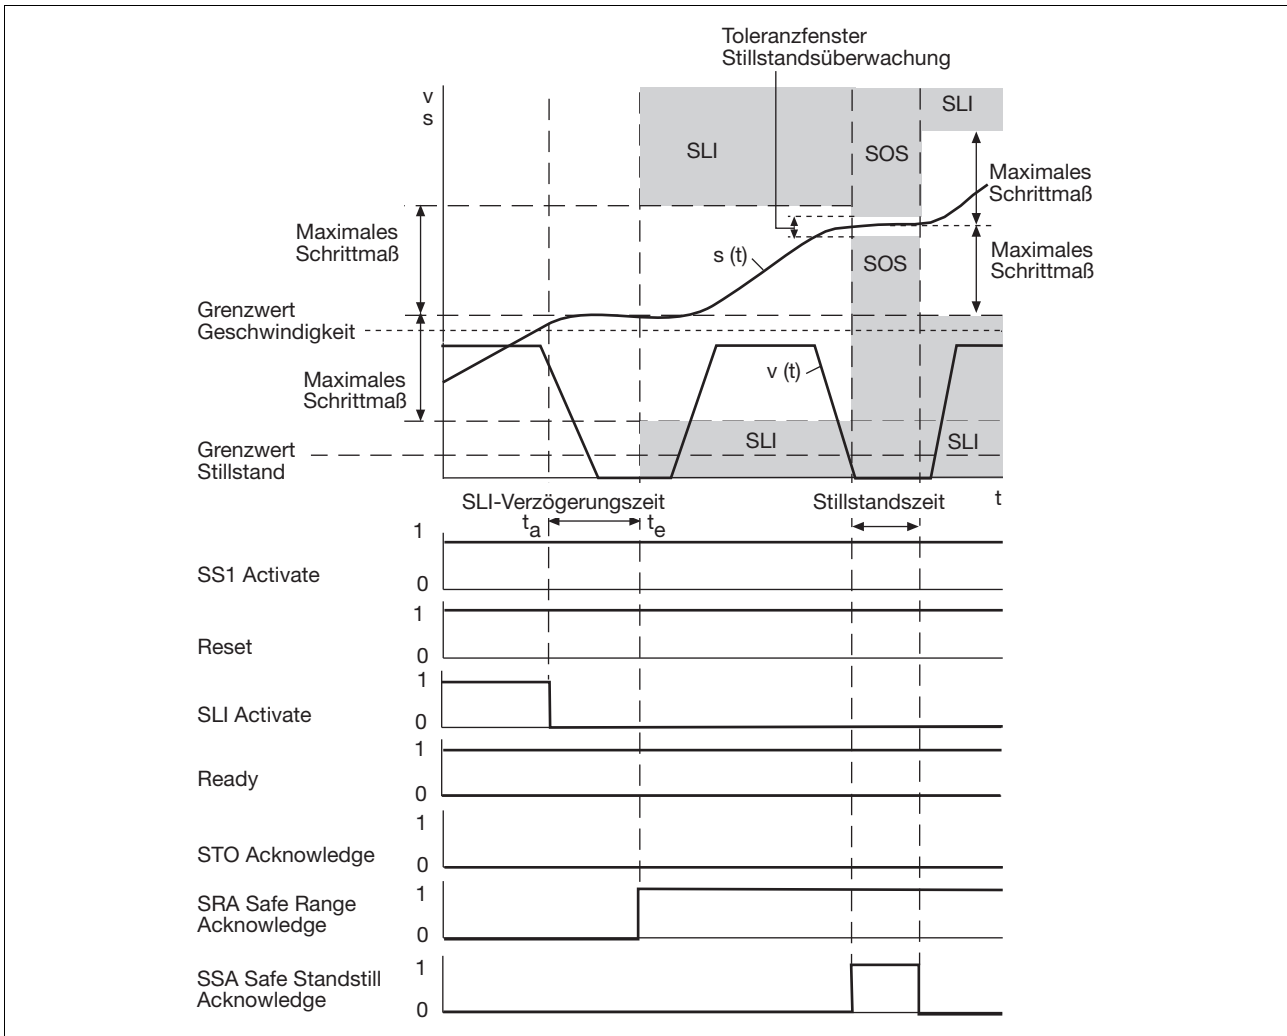 Toleranzfenster
Stillstandsüberwachung
v
s
SLI
SLI
SOS
Maximales
Schrittmaß
Maximales
Schrittmaß
s (t)
SOS
Maximales
Schrittmaß
Grenzwert
Geschwindigkeit
Maximales
Schrittmaß
v (t)
SLI
SLI
Grenzwert
Stillstand
SLI-Verzögerungszeit
Stillstandszeit
t
ta
te
1
SS1 Activate
0
1
Reset
0
1
SLI Activate
0
1
Ready
0
1
STO Acknowledge
0
SRA Safe Range
Acknowledge
1
0
SSA Safe Standstill
Acknowledge
1
0